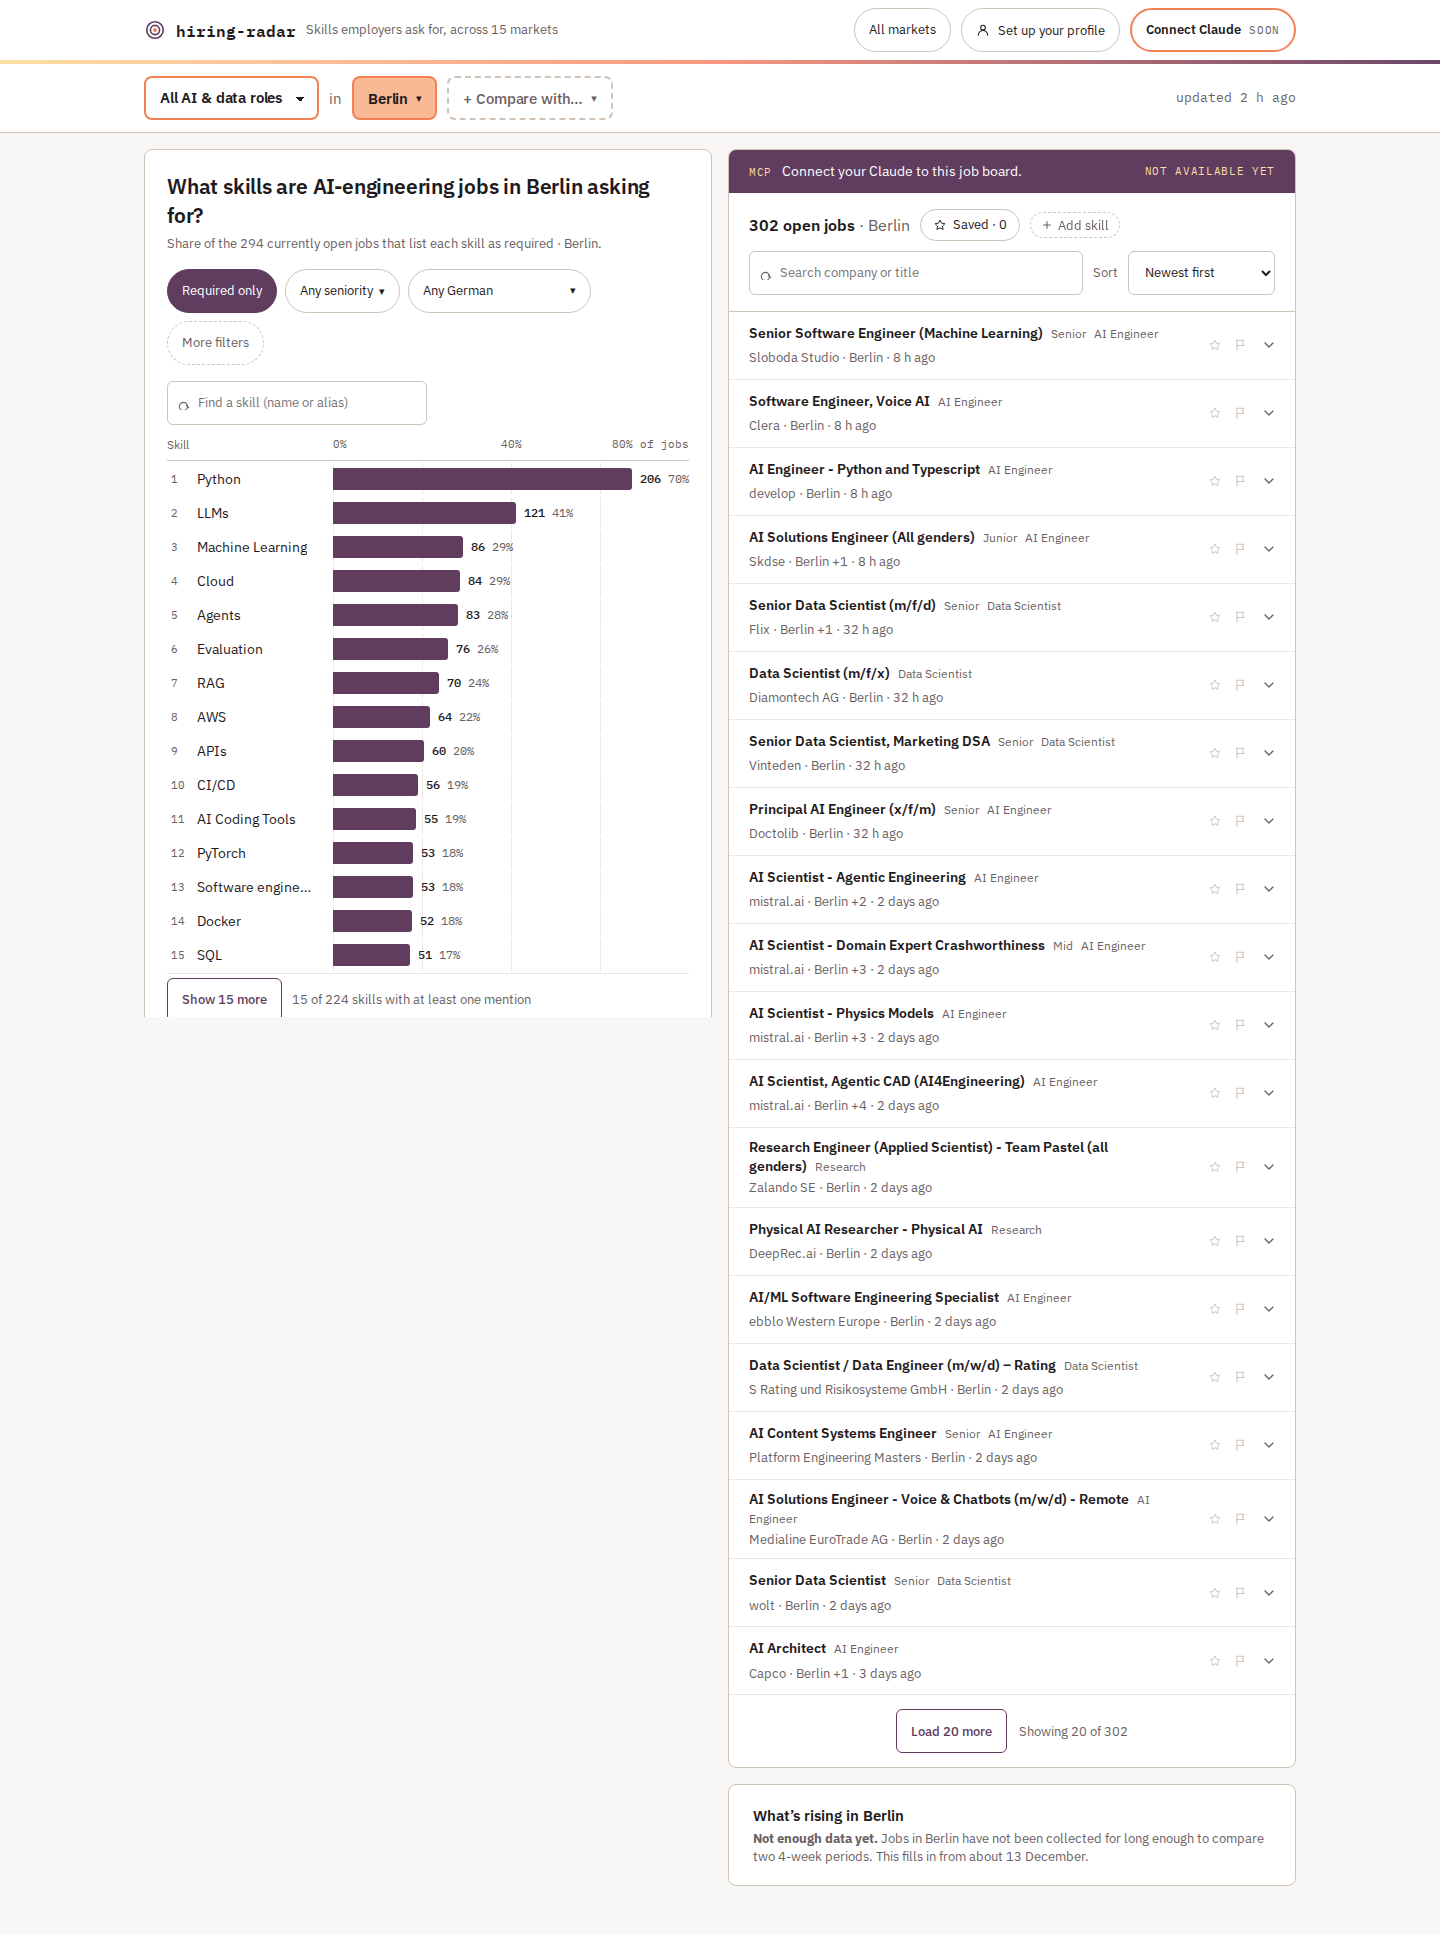 hiring-radar Skills employers ask for, across 15 markets All markets Set up your profile Connect Claude SOON
All AI & data roles in Berlin + Compare with... updated 2 h ago
What skills are AI-engineering jobs in Berlin asking
for?
Share of the 294 currently open jobs that list each skill as required · Berlin.
Required only Any seniority Any German
More filters
Find a skill (name or alias)
Skill 0% 40% 80% of jobs
1 Python 206 70%
2 LLMs 121 41%
3 Machine Learning 86 29%
4 Cloud 84 29%
5 Agents 83 28%
6 Evaluation 76 26%
7 RAG 70 24%
8 AWS 64 22%
9 APIs 60 20%
10 CI/CD 56 19%
11 AI Coding Tools 55 19%
12 PyTorch 53 18%
13 Software engine... 53 18%
14 Docker 52 18%
15 SQL 51 17%
Show 15 more 15 of 224 skills with at least one mention
MCP Connect your Claude to this job board. NOT AVAILABLE YET
302 open jobs · Berlin Saved · 0 + Add skill
Search company or title Sort Newest first
Senior Software Engineer (Machine Learning) Senior AI Engineer
Sloboda Studio · Berlin · 8 h ago
Software Engineer, Voice AI AI Engineer
Clera · Berlin · 8 h ago
AI Engineer - Python and Typescript AI Engineer
develop · Berlin · 8 h ago
AI Solutions Engineer (All genders) Junior AI Engineer
Skdse · Berlin +1 · 8 h ago
Senior Data Scientist (m/f/d) Senior Data Scientist
Flix · Berlin +1 · 32 h ago
Data Scientist (m/f/x) Data Scientist
Diamontech AG · Berlin · 32 h ago
Senior Data Scientist, Marketing DSA Senior Data Scientist
Vinteden · Berlin · 32 h ago
Principal AI Engineer (x/f/m) Senior AI Engineer
Doctolib · Berlin · 32 h ago
AI Scientist - Agentic Engineering AI Engineer
mistral.ai · Berlin +2 · 2 days ago
AI Scientist - Domain Expert Crashworthiness Mid AI Engineer
mistral.ai · Berlin +3 · 2 days ago
AI Scientist - Physics Models AI Engineer
mistral.ai · Berlin +3 · 2 days ago
AI Scientist, Agentic CAD (AI4Engineering) AI Engineer
mistral.ai · Berlin +4 · 2 days ago
Research Engineer (Applied Scientist) - Team Pastel (all
genders) Research
Zalando SE · Berlin · 2 days ago
Physical AI Researcher - Physical AI Research
DeepRec.ai · Berlin · 2 days ago
AI/ML Software Engineering Specialist AI Engineer
ebblo Western Europe · Berlin · 2 days ago
Data Scientist / Data Engineer (m/w/d) – Rating Data Scientist
S Rating und Risikosysteme GmbH · Berlin · 2 days ago
AI Content Systems Engineer Senior AI Engineer
Platform Engineering Masters · Berlin · 2 days ago
AI Solutions Engineer - Voice & Chatbots (m/w/d) - Remote AI
Engineer
Medialine EuroTrade AG · Berlin · 2 days ago
Senior Data Scientist Senior Data Scientist
wolt · Berlin · 2 days ago
AI Architect AI Engineer
Capco · Berlin +1 · 3 days ago
Load 20 more Showing 20 of 302
What's rising in Berlin
Not enough data yet. Jobs in Berlin have not been collected for long enough to compare
two 4-week periods. This fills in from about 13 December.